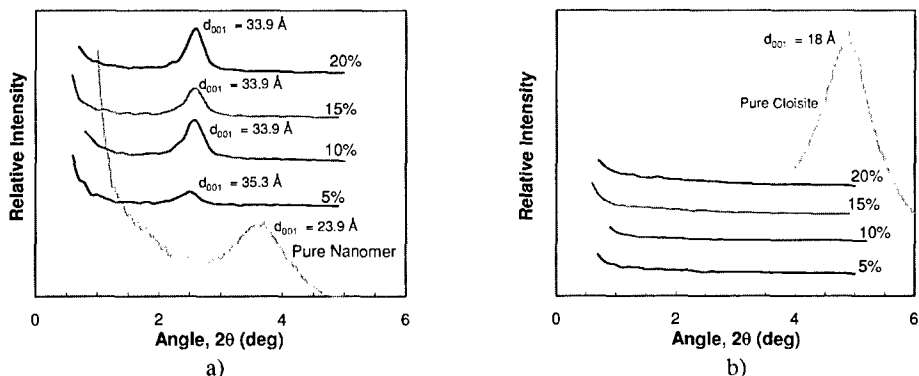 Relative Intensity
d001 = 33.9 Å
20%
d001 = 33.9 Å
15%
d001 = 33.9 Å
10%
d001 = 35.3 Å
5%
d001 = 23.9 Å
Pure Nanomer
0 2 4 6
Angle, 2θ (deg)
a)
Relative Intensity
d001 = 18 Å
Pure Cloisite
20%
15%
10%
5%
0 2 4 6
Angle, 2θ (deg)
b)